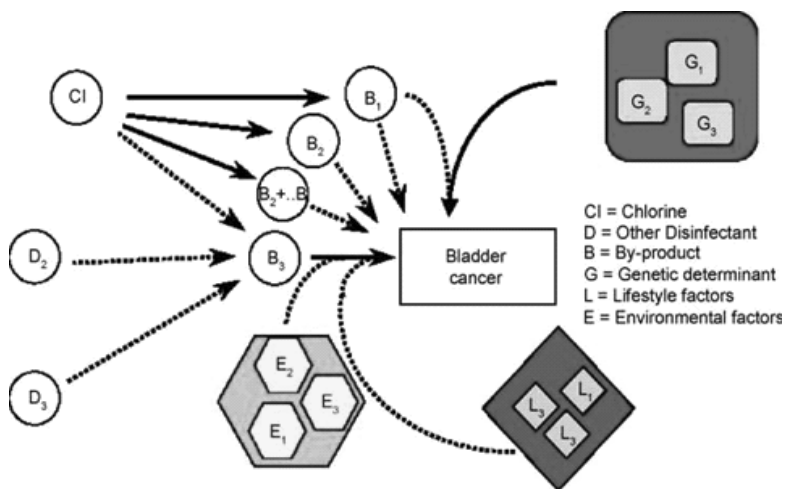 Cl
B1
B2
B2+..B
B3
D2
D3
Bladder
cancer
G1
G2
G3
Cl = Chlorine
D = Other Disinfectant
B = By-product
G = Genetic determinant
L = Lifestyle factors
E = Environmental factors
E2
E3
E1
L1
L3
L3